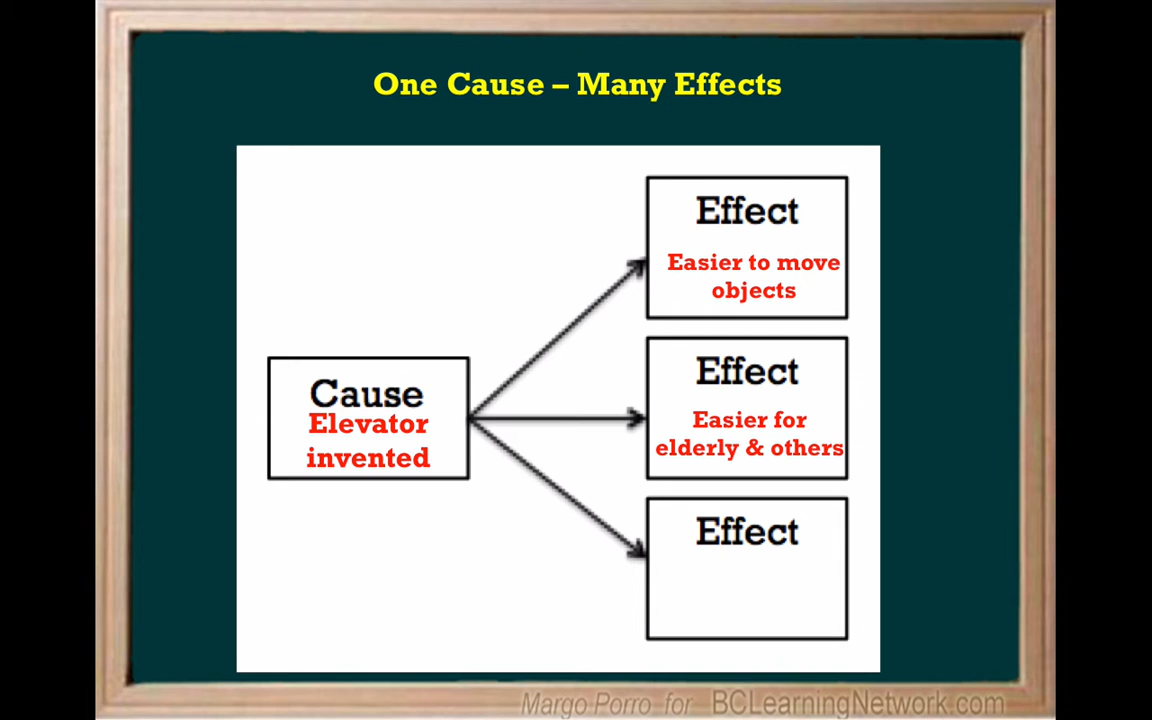 One Cause – Many Effects
Effect
Easier to move
objects
Cause
Elevator
invented
Effect
Easier for
elderly & others
Effect
Margo Porro for BCLearningNetwork.com